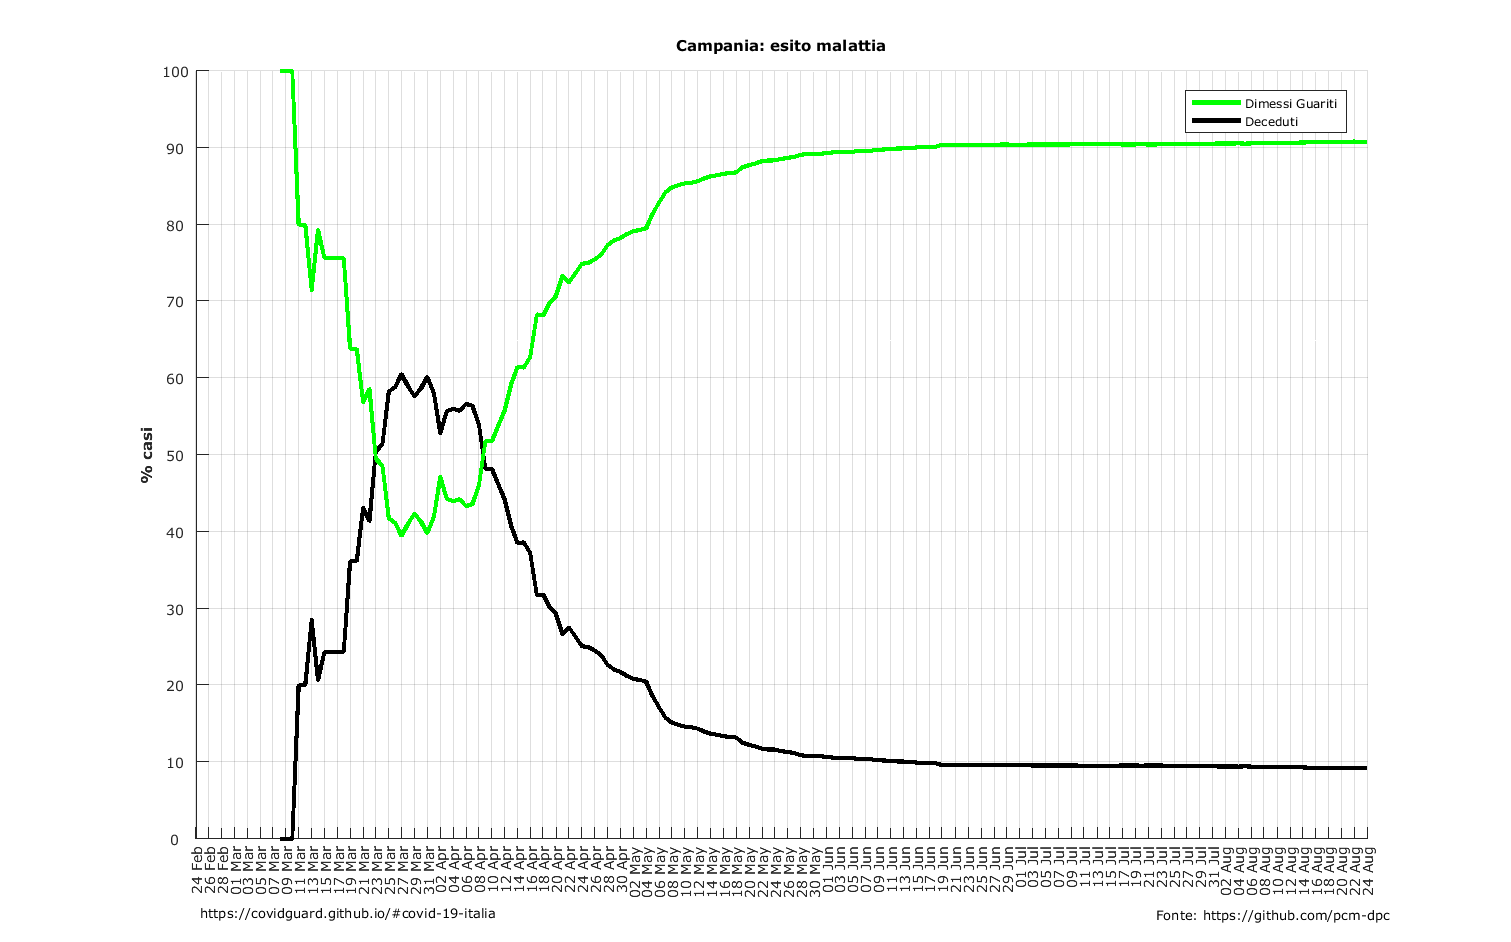 Campania: esito malattia
100
90
80
70
60
50
40
30
20
10
0
% casi
Dimessi Guariti
Deceduti
24 Feb
26 Feb
28 Feb
01 Mar
03 Mar
05 Mar
07 Mar
09 Mar
11 Mar
13 Mar
15 Mar
17 Mar
19 Mar
21 Mar
23 Mar
25 Mar
27 Mar
29 Mar
31 Mar
02 Apr
04 Apr
06 Apr
08 Apr
10 Apr
12 Apr
14 Apr
16 Apr
18 Apr
20 Apr
22 Apr
24 Apr
26 Apr
28 Apr
30 Apr
02 May
04 May
06 May
08 May
10 May
12 May
14 May
16 May
18 May
20 May
22 May
24 May
26 May
28 May
30 May
01 Jun
03 Jun
05 Jun
07 Jun
09 Jun
11 Jun
13 Jun
15 Jun
17 Jun
19 Jun
21 Jun
23 Jun
25 Jun
27 Jun
29 Jun
01 Jul
03 Jul
05 Jul
07 Jul
09 Jul
11 Jul
13 Jul
15 Jul
17 Jul
19 Jul
21 Jul
23 Jul
25 Jul
27 Jul
29 Jul
31 Jul
02 Aug
04 Aug
06 Aug
08 Aug
10 Aug
12 Aug
14 Aug
16 Aug
18 Aug
20 Aug
22 Aug
24 Aug
https://covidguard.github.io/#covid-19-italia
Fonte: https://github.com/pcm-dpc